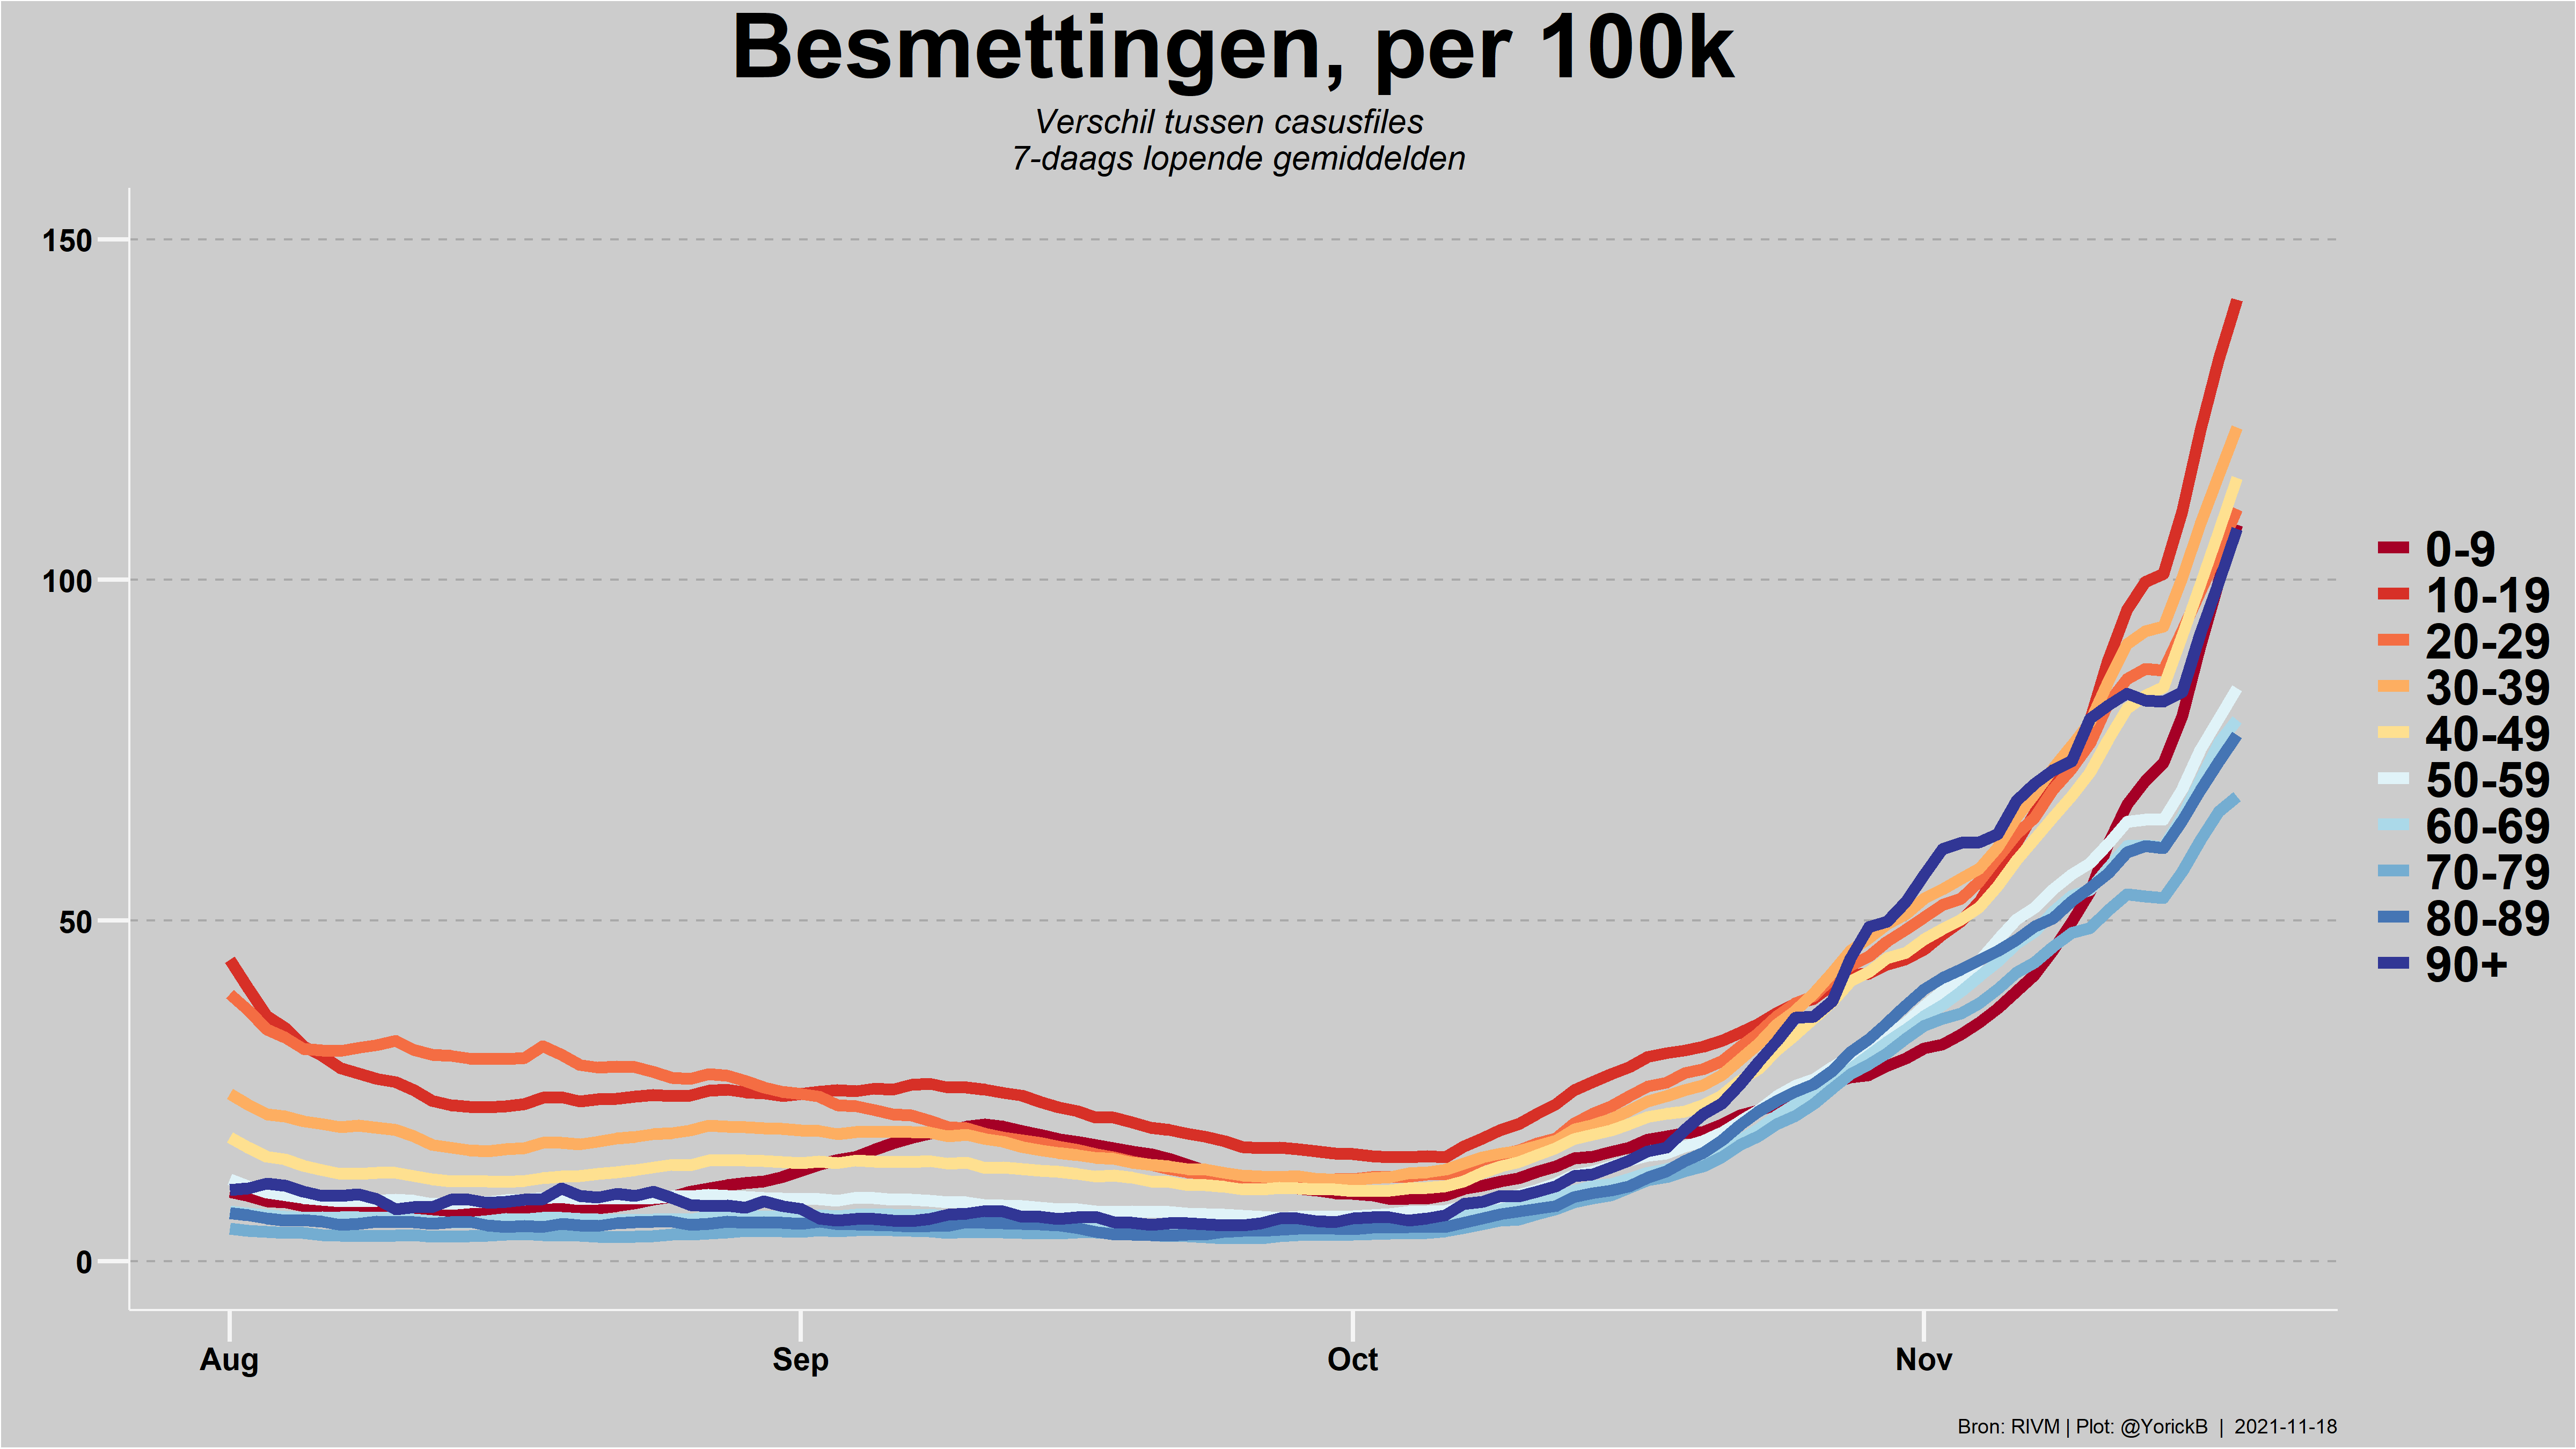 Besmettingen, per 100k
Verschil tussen casusfiles
7-daags lopende gemiddelden
150
100
50
0
Aug Sep Oct Nov
0-9
10-19
20-29
30-39
40-49
50-59
60-69
70-79
80-89
90+
Bron: RIVM | Plot: @YorickB | 2021-11-18